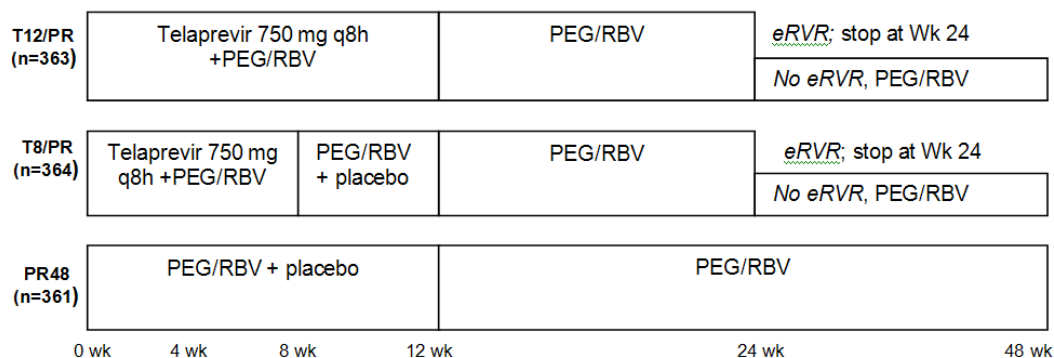 T12/PR
(n=363)
Telaprevir 750 mg q8h
+PEG/RBV
PEG/RBV
eRVR; stop at Wk 24
No eRVR, PEG/RBV
T8/PR
(n=364)
Telaprevir 750 mg
q8h +PEG/RBV
PEG/RBV
+ placebo
PEG/RBV
eRVR; stop at Wk 24
No eRVR, PEG/RBV
PR48
(n=361)
PEG/RBV + placebo
PEG/RBV
0 wk 4 wk 8 wk 12 wk 24 wk 48 wk